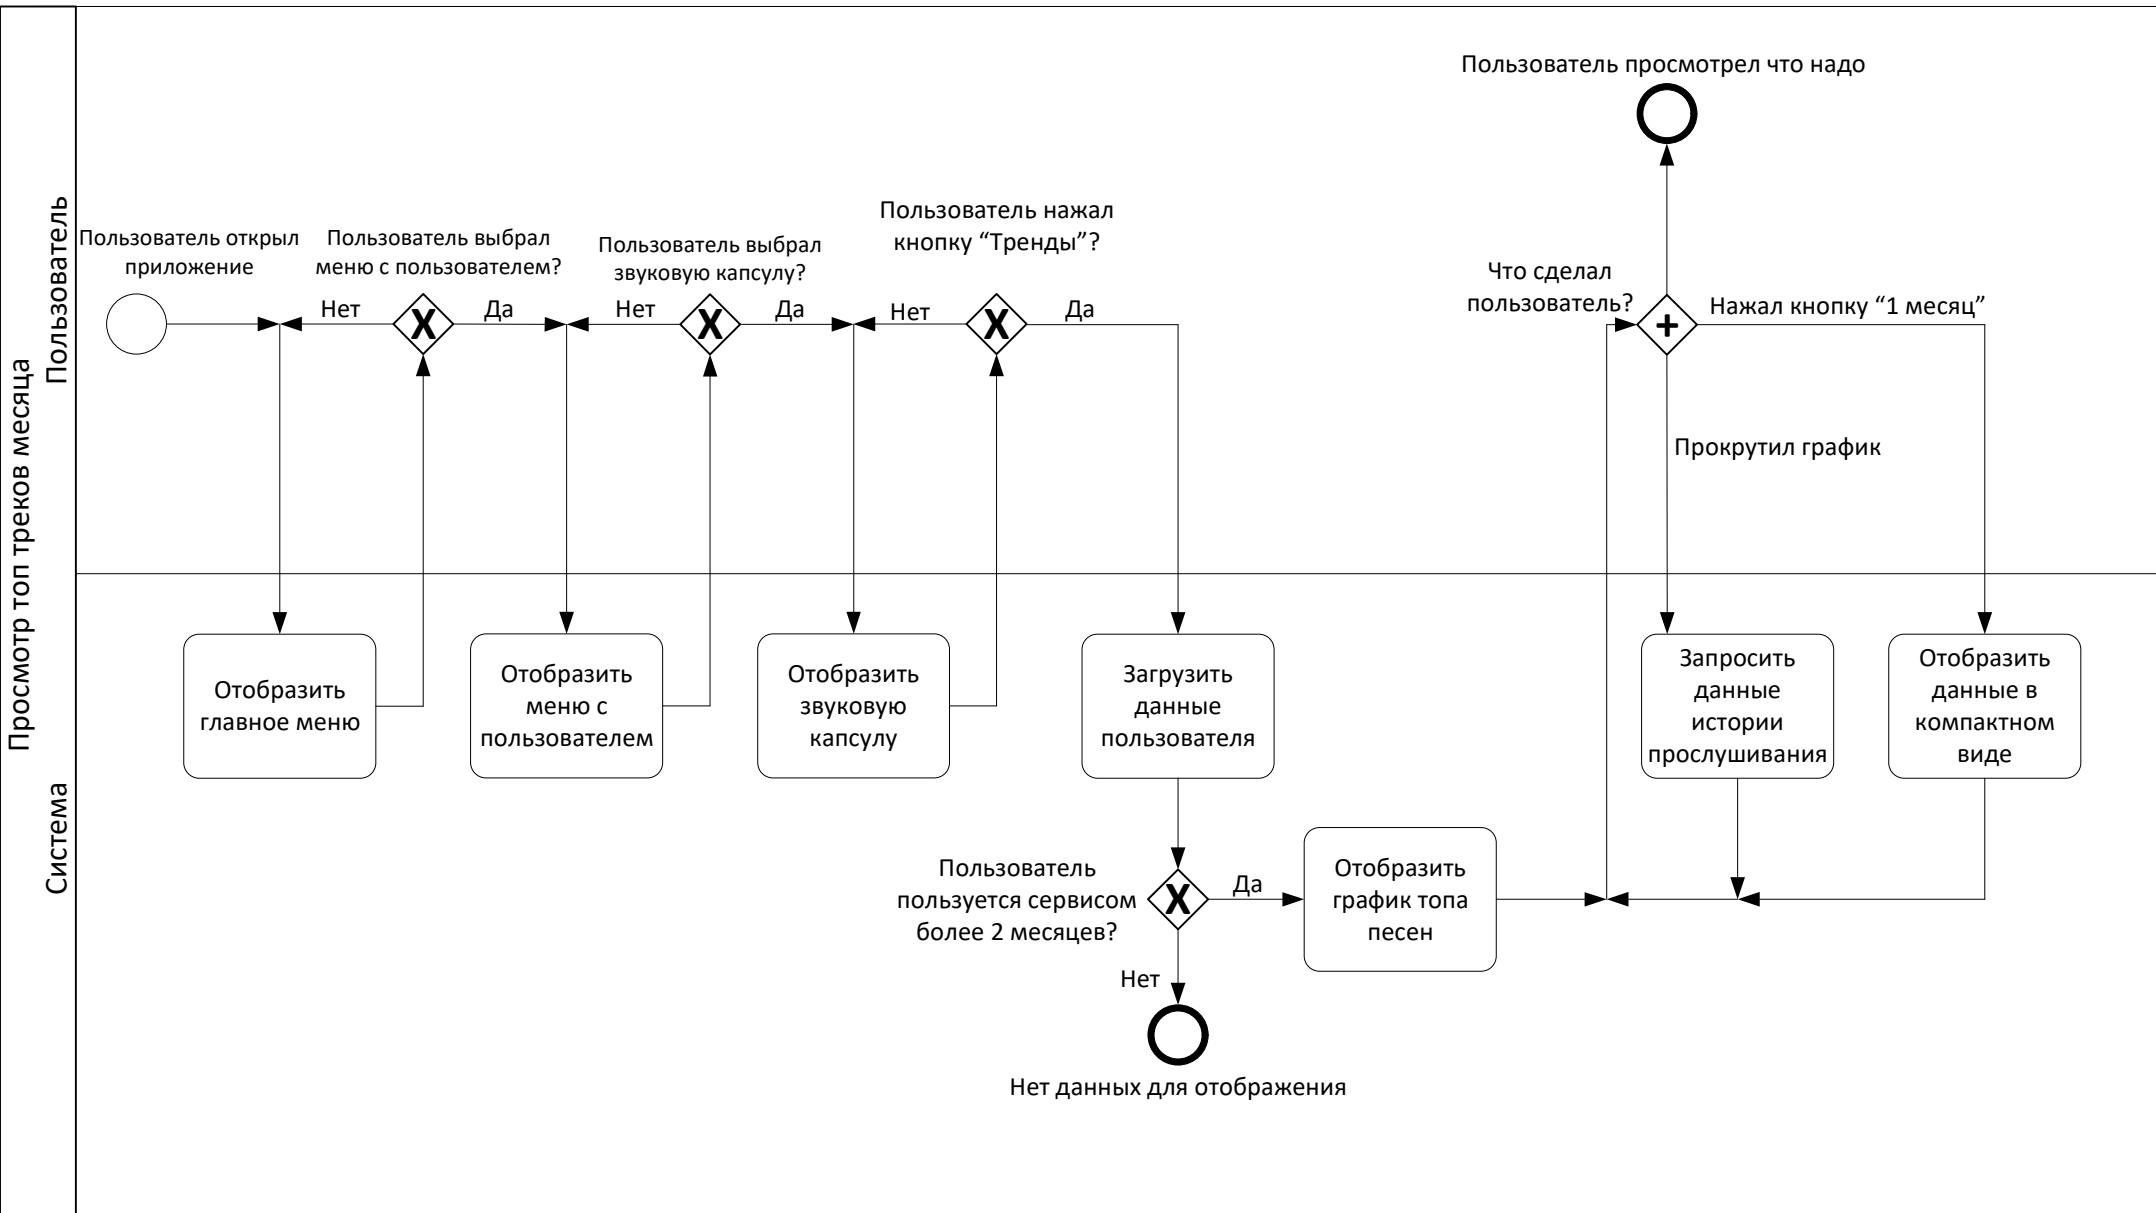 Просмотр топ треков месяца
Пользователь
Пользователь просмотрел что надо
Пользователь открыл
приложение
Пользователь выбрал
меню с пользователем?
Пользователь выбрал
звуковую капсулу?
Пользователь нажал
кнопку “Тренды”?
Что сделал
пользователь?
Нет
X
Да
Нет
X
Да
Нет
X
Да
+
Нажал кнопку “1 месяц”
Прокрутил график
Система
Отобразить
главное меню
Отобразить
меню с
пользователем
Отобразить
звуковую
капсулу
Загрузить
данные
пользователя
Запросить
данные
истории
прослушивания
Отобразить
данные в
компактном
виде
Пользователь
пользуется сервисом
более 2 месяцев?
X
Да
Отобразить
график топа
песен
Нет
Нет данных для отображения